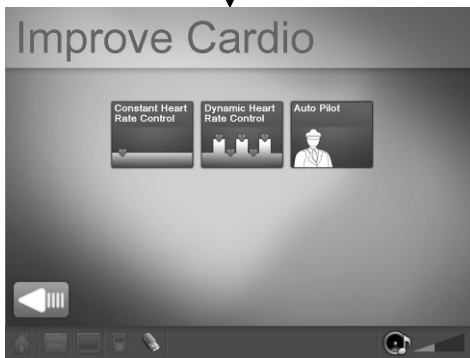 Improve Cardio
Constant Heart
Rate Control
Dynamic Heart
Rate Control
Auto Pilot